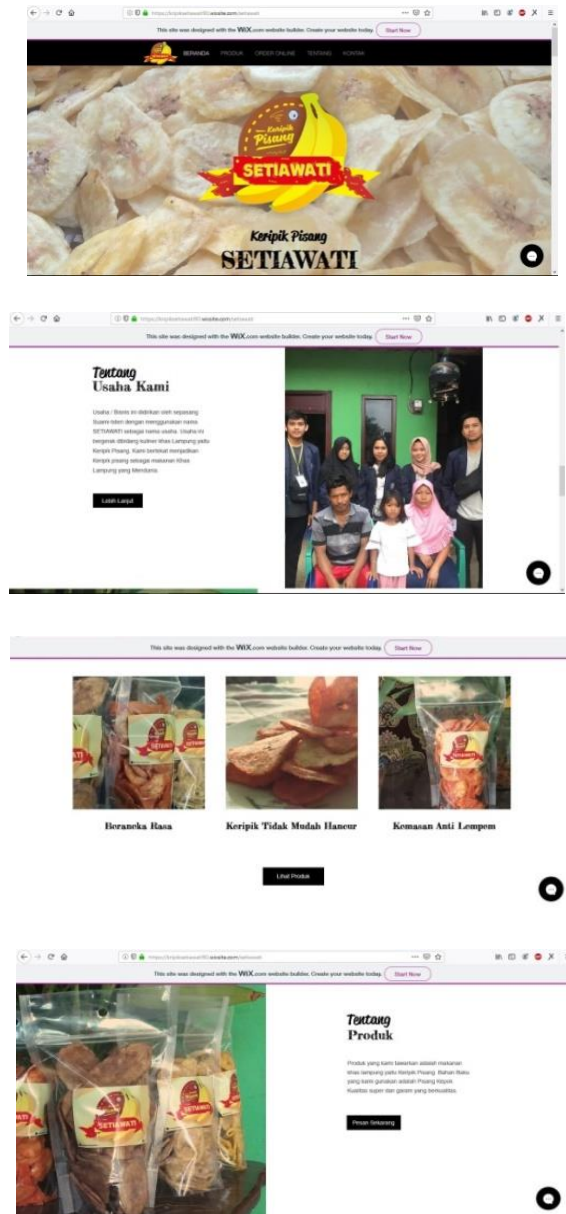 This site was designed with the WiX.com website builder. Create your website today. Start Now
BERANDA PRODUK ORDER ONLINE TENTANG KONTAK
Keripik
Pisang
SETIAWATI
Keripik Pisang
SETIAWATI
This site was designed with the WiX.com website builder. Create your website today. Start Now
Tentang
Usaha Kami
Usaha / Bisnis ini didirikan oleh sepasang
Suami-Isteri dengan menggunakan nama
SETIAWATI sebagai nama usaha. Usaha ini
bergerak dibidang kuliner khas Lampung yaitu
Keripik Pisang. Kami bertekat menjadikan
Keripik pisang sebagai makanan Khas
Lampung yang Mendunia.
Lebih Lanjut
This site was designed with the WiX.com website builder. Create your website today. Start Now
SETIAWATI
SETIAWATI
Beraneka Rasa
Keripik Tidak Mudah Hancur
Kemasan Anti Lempem
Lihat Produk
This site was designed with the WiX.com website builder. Create your website today. Start Now
SETIAWATI
SETIAWATI
Tentang
Produk
Produk yang kami tawarkan adalah makanan
khas lampung yaitu Keripik Pisang. Bahan Baku
yang kami gunakan adalah Pisang Kepok
Kualitas super dan garam yang berkualitas.
Pesan Sekarang